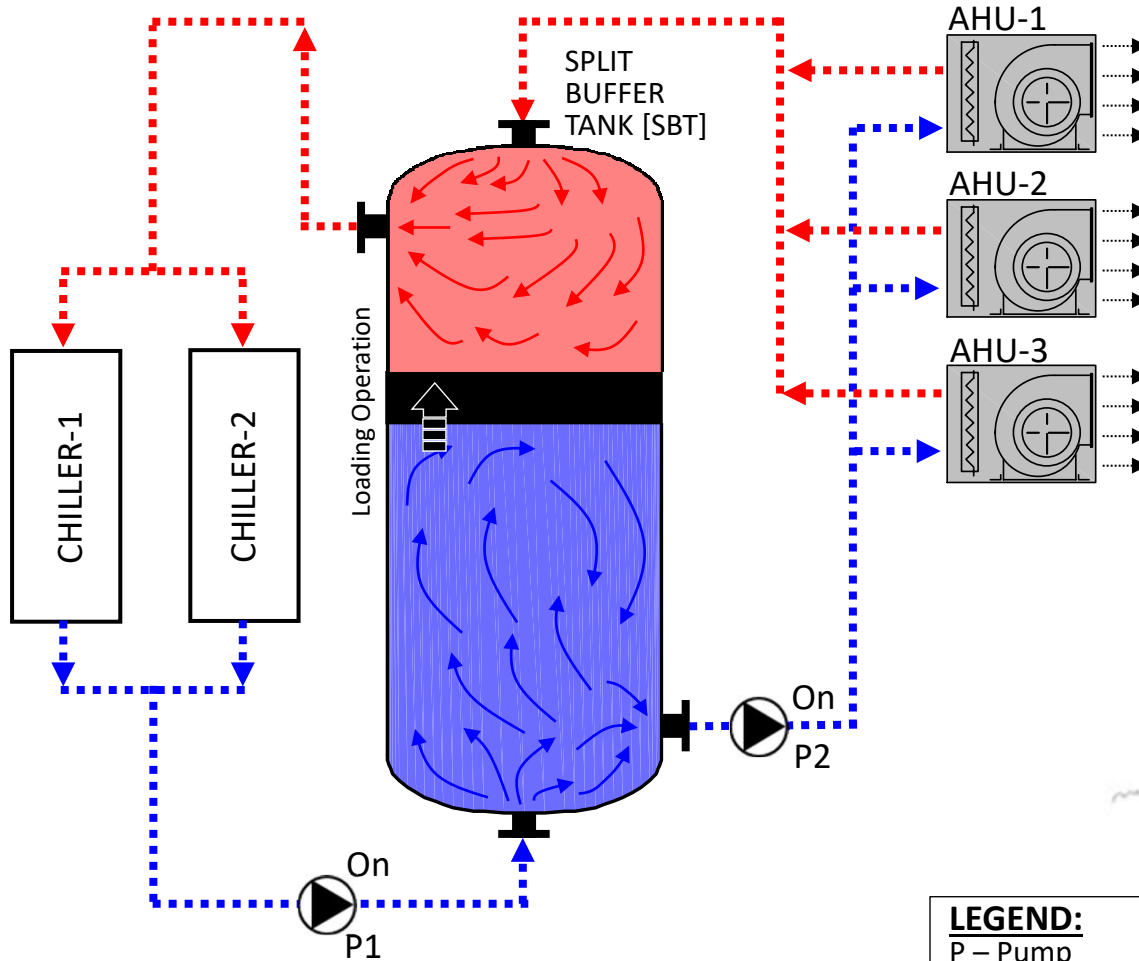 AHU-1
SPLIT
BUFFER
TANK [SBT]
AHU-2
AHU-3
Loading Operation
CHILLER-1
CHILLER-2
On
P2
On
P1
LEGEND:
P – Pump